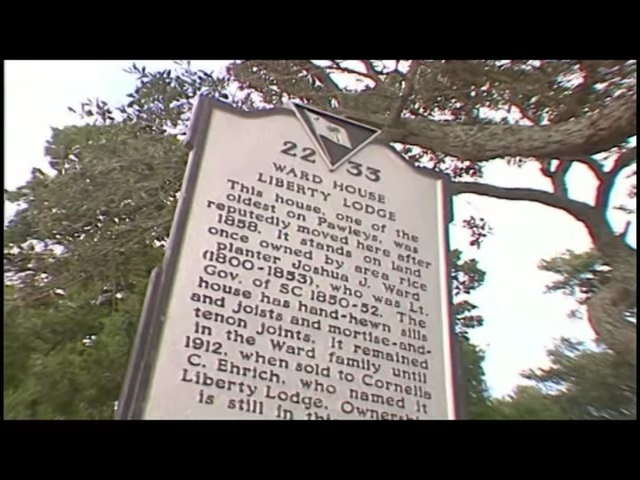 22 33
WARD HOUSE
LIBERTY LODGE
This house, one of the
oldest on Pawleys, was
reputedly moved here after
1858. It stands on land
once owned by area rice
planter Joshua J. Ward
(1800-1853), who was Lt.
Gov. of SC 1850-52. The
house has hand-hewn sills
and joists and mortise-and-
tenon joints. It remained
in the Ward family until
1912, when sold to Cornelia
C. Ehrich, who named it
Liberty Lodge. Ownership
is still in this